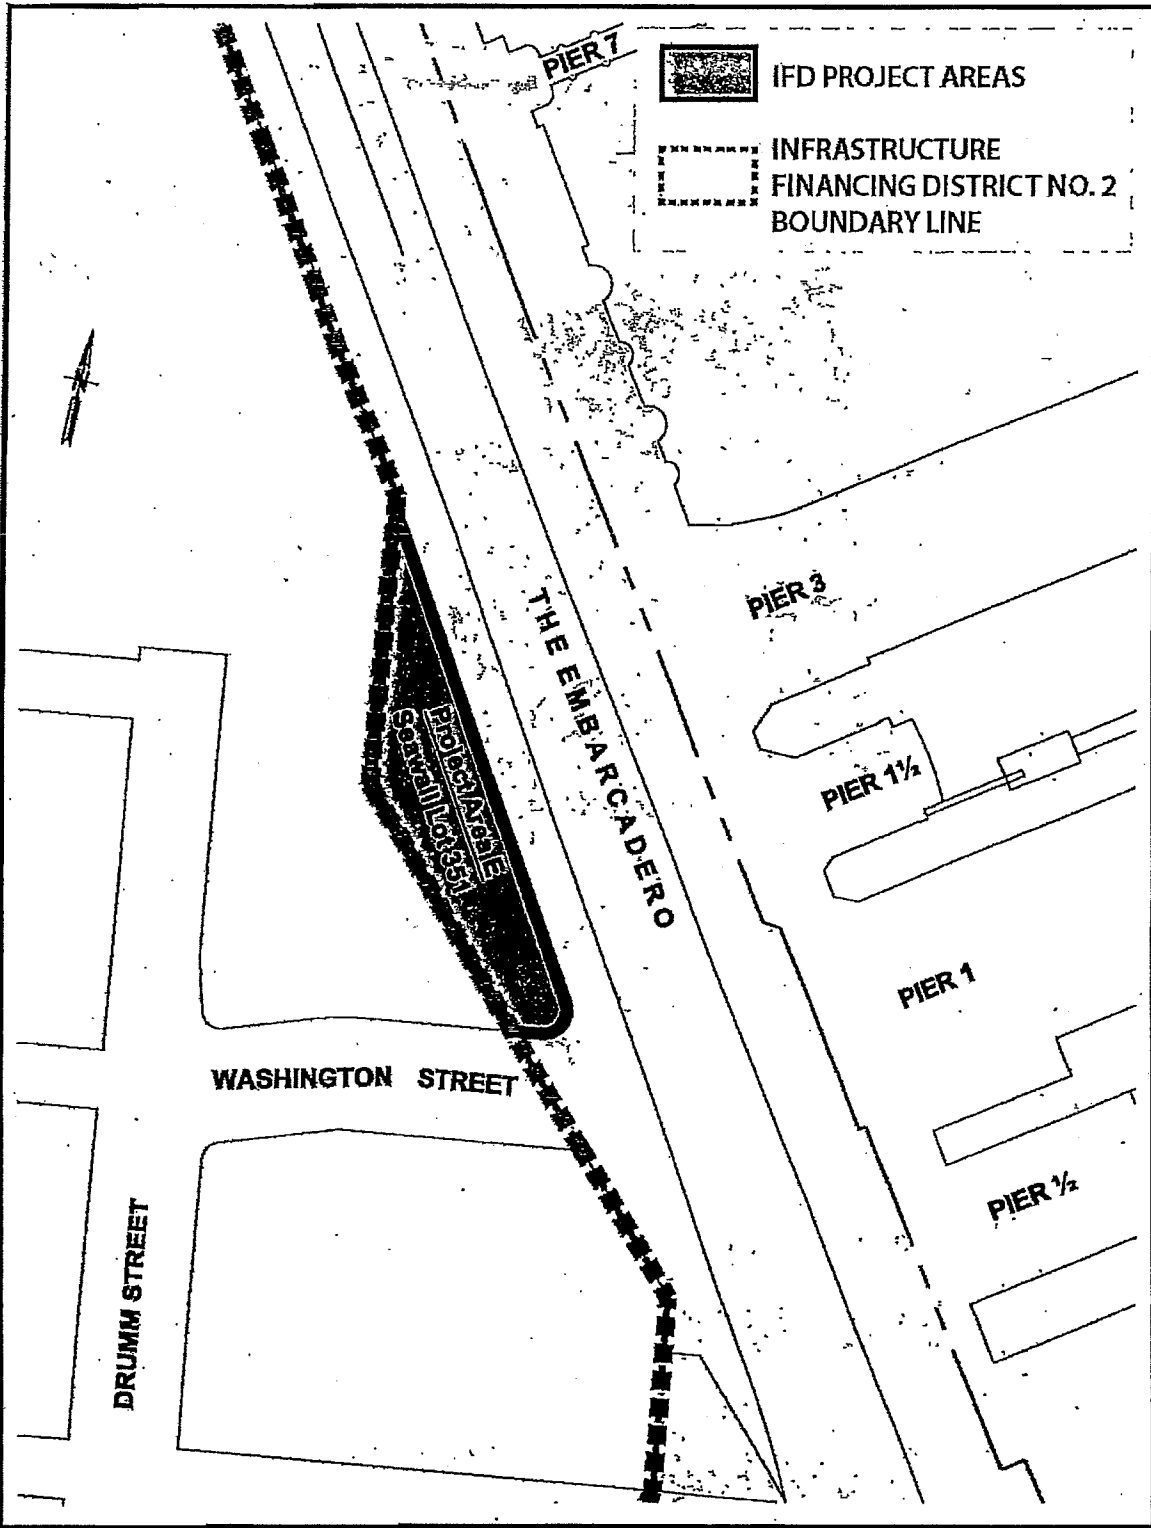 PIER 7
IFD PROJECT AREAS
INFRASTRUCTURE
FINANCING DISTRICT NO. 2
BOUNDARY LINE
THE EMBARCADERO
PIER 3
Project Area E
Seawall Lot 351
PIER 1½
PIER 1
WASHINGTON STREET
PIER ½
DRUMM STREET